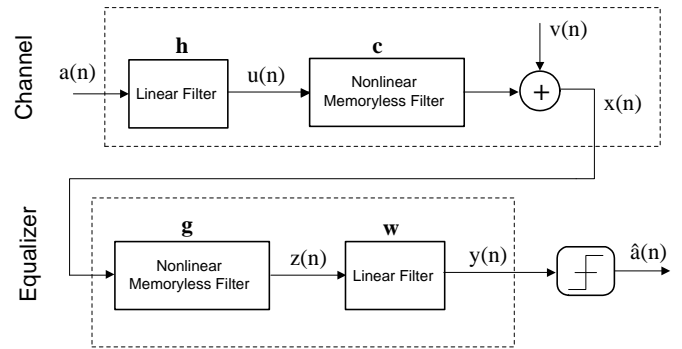 Channel
h
c
v(n)
a(n)
Linear Filter
u(n)
Nonlinear
Memoryless Filter
+
x(n)
Equalizer
g
w
Nonlinear
Memoryless Filter
z(n)
Linear Filter
y(n)
â(n)